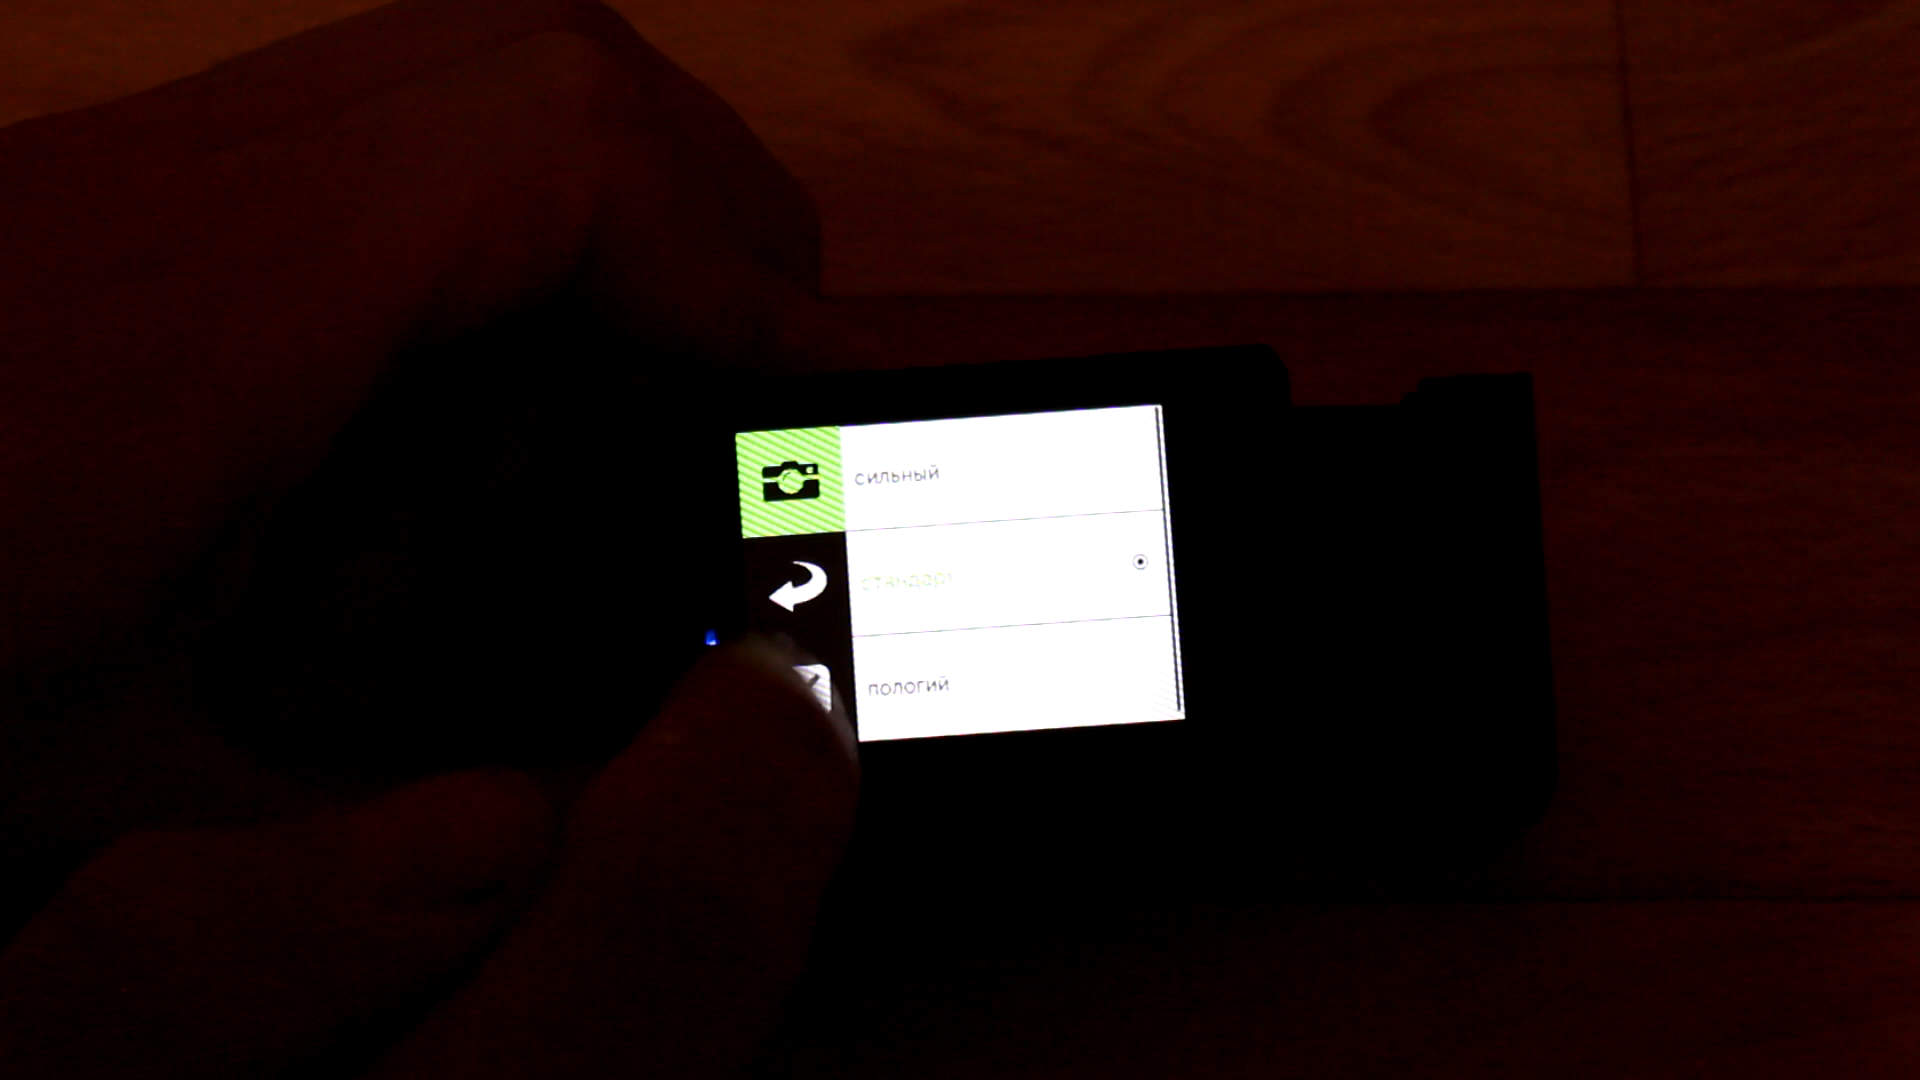 сильный
стандарт
пологий